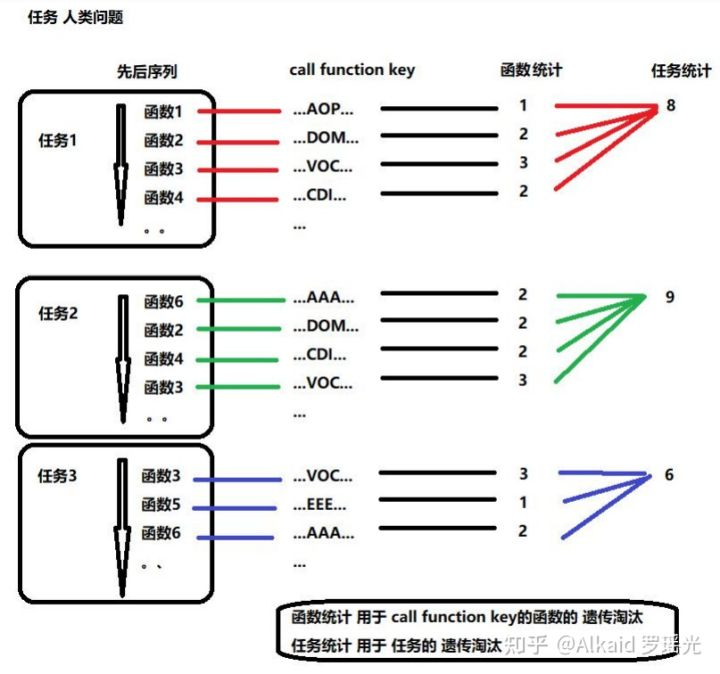 任务 人类问题
先后序列 call function key 函数统计 任务统计
任务1
函数1 ...AOP... 1 8
函数2 ...DOM... 2
函数3 ...VOC... 3
函数4 ...CDI... 2
。。 ...
任务2
函数6 ...AAA... 2 9
函数2 ...DOM... 2
函数4 ...CDI... 2
函数3 ...VOC... 3
。。 ...
任务3
函数3 ...VOC... 3 6
函数5 ...EEE... 1
函数6 ...AAA... 2
。、 ...
函数统计 用于 call function key的函数的 遗传淘汰
任务统计 用于 任务的 遗传淘汰
知乎 @Alkaid 罗瑶光